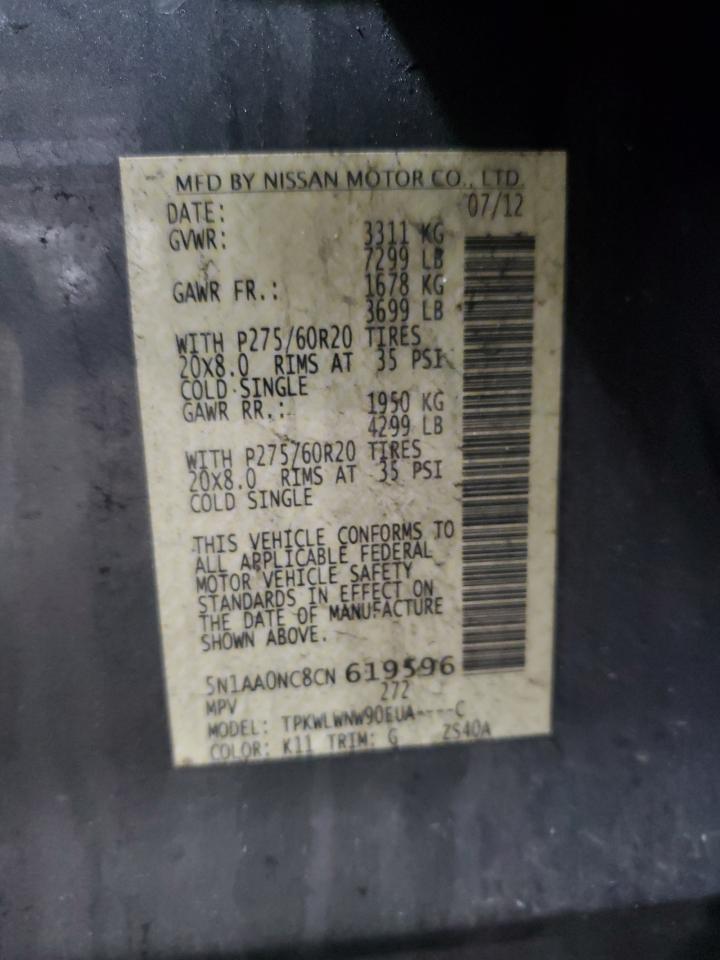 MFD BY NISSAN MOTOR CO., LTD.
DATE: 07/12
GVWR: 3311 KG
7299 LB
GAWR FR.: 1678 KG
3699 LB
WITH P275/60R20 TIRES
20X8.0 RIMS AT 35 PSI
COLD SINGLE
GAWR RR.: 1950 KG
4299 LB
WITH P275/60R20 TIRES
20X8.0 RIMS AT 35 PSI
COLD SINGLE
THIS VEHICLE CONFORMS TO
ALL APPLICABLE FEDERAL
MOTOR VEHICLE SAFETY
STANDARDS IN EFFECT ON
THE DATE OF MANUFACTURE
SHOWN ABOVE.
5N1AA0NC8CN 619596
MPV 272
MODEL: TPKWLWNW90EUA----C
COLOR: K11 TRIM: G ZS40A